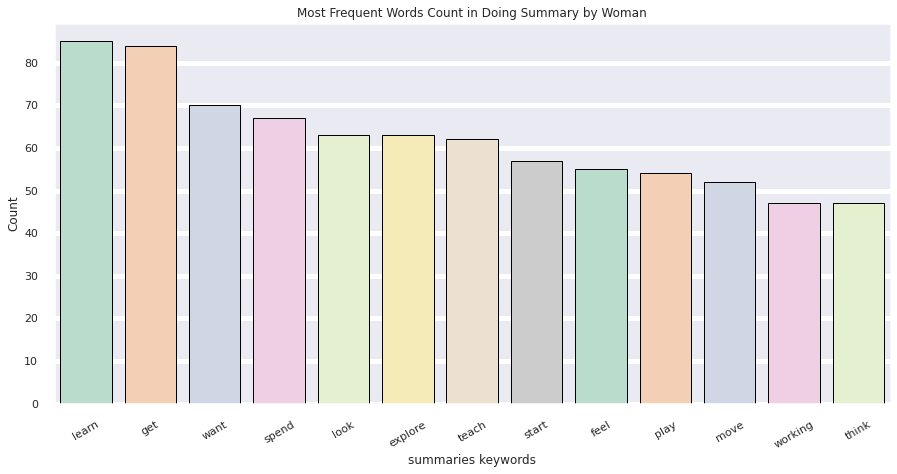 Most Frequent Words Count in Doing Summary by Woman
Count
80
70
60
50
40
30
20
10
0
learn get want spend look explore teach start feel play move working think
summaries keywords